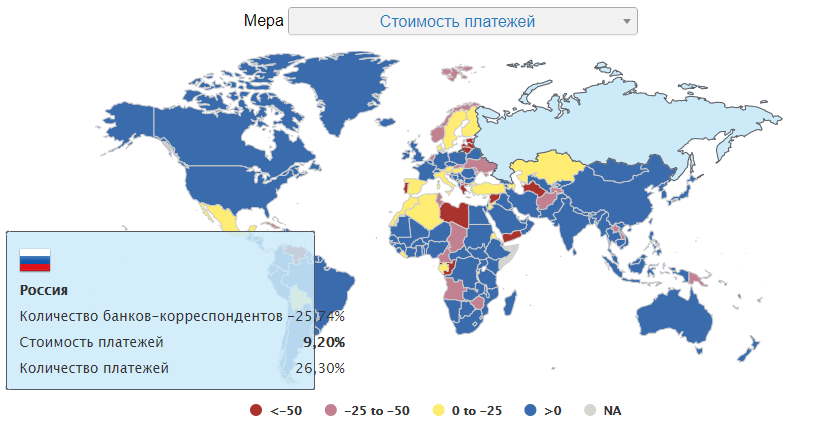 Мера Стоимость платежей
Россия
Количество банков-корреспондентов -25,74%
Стоимость платежей 9,20%
Количество платежей 26,30%
<-50 -25 to -50 0 to -25 >0 NA